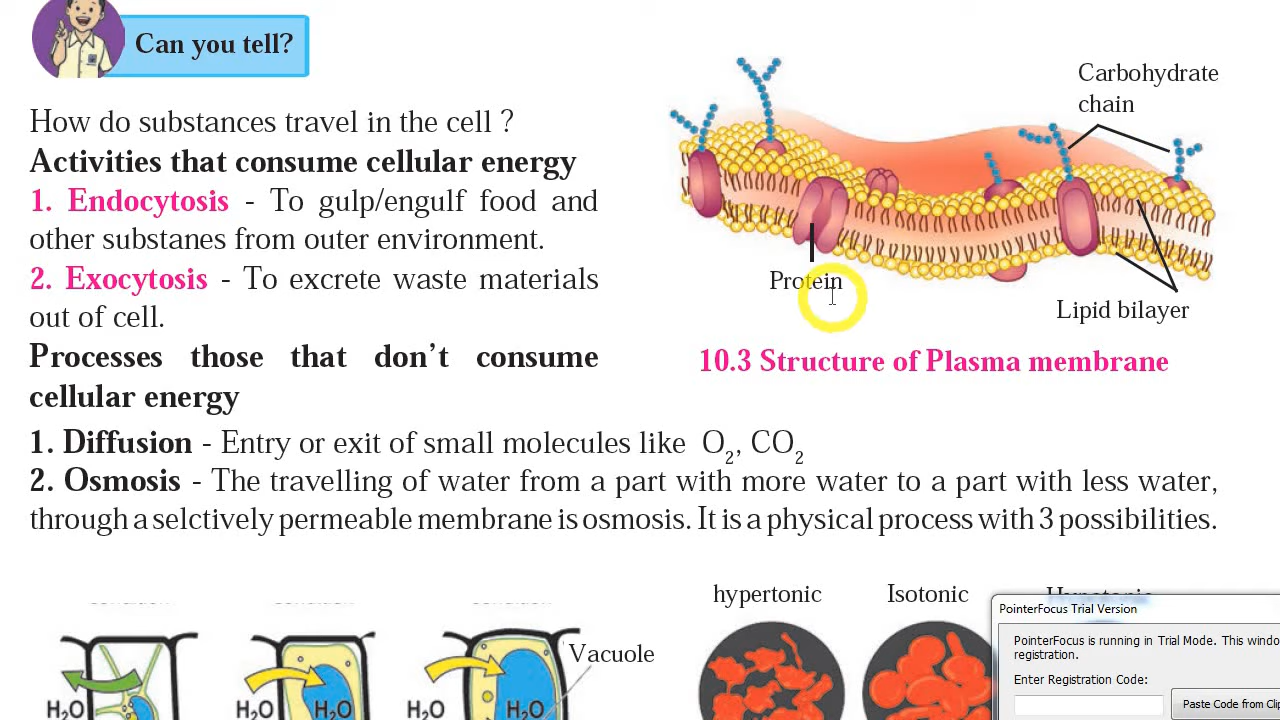 Can you tell?
How do substances travel in the cell ?
Activities that consume cellular energy
1. Endocytosis - To gulp/engulf food and
other substanes from outer environment.
2. Exocytosis - To excrete waste materials
out of cell.
Processes those that don't consume
cellular energy
Carbohydrate
chain
Protein
Lipid bilayer
10.3 Structure of Plasma membrane
1. Diffusion - Entry or exit of small molecules like O₂, CO₂
2. Osmosis - The travelling of water from a part with more water to a part with less water,
through a selctively permeable membrane is osmosis. It is a physical process with 3 possibilities.
hypertonic
Isotonic
Vacuole
H₂O
H₂O
H₂O
H₂O
H₂O
PointerFocus Trial Version
PointerFocus is running in Trial Mode. This
registration.
Enter Registration Code:
Paste Code from